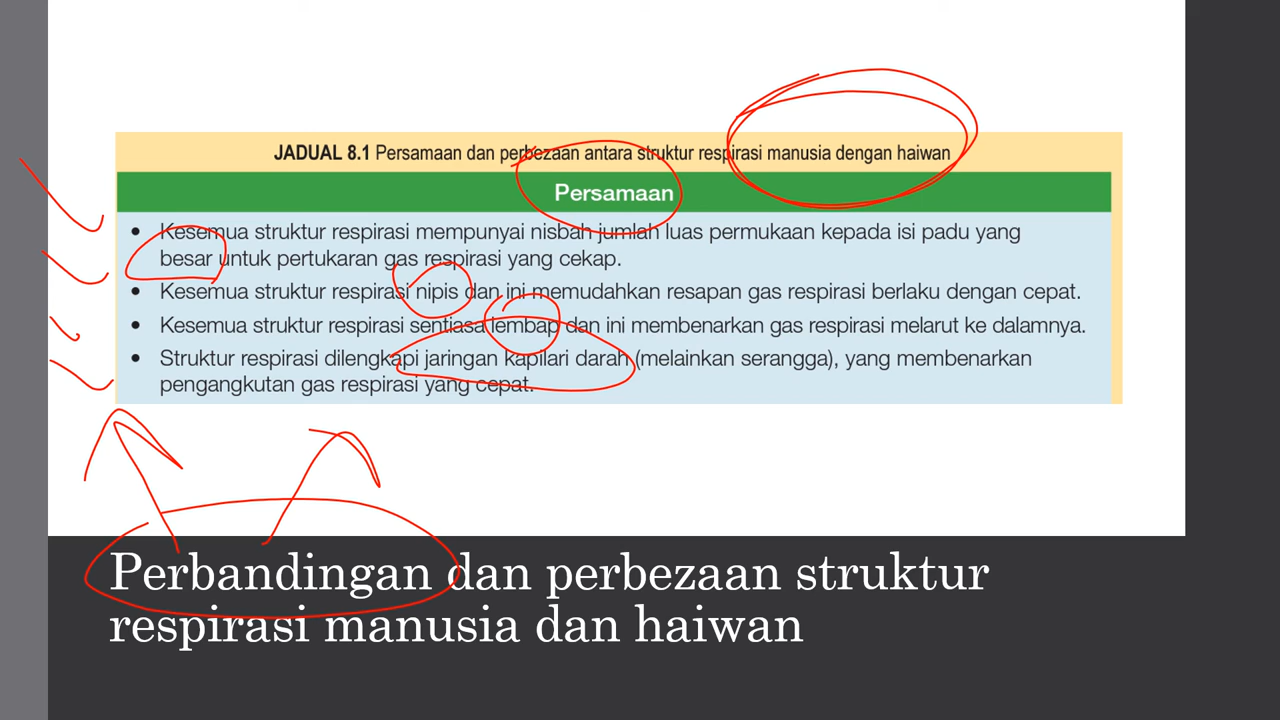 JADUAL 8.1 Persamaan dan perbezaan antara struktur respirasi manusia dengan haiwan
Persamaan
• Kesemua struktur respirasi mempunyai nisbah jumlah luas permukaan kepada isi padu yang
besar untuk pertukaran gas respirasi yang cekap.
• Kesemua struktur respirasi nipis dan ini memudahkan resapan gas respirasi berlaku dengan cepat.
• Kesemua struktur respirasi sentiasa lembap dan ini membenarkan gas respirasi melarut ke dalamnya.
• Struktur respirasi dilengkapi jaringan kapilari darah (melainkan serangga), yang membenarkan
pengangkutan gas respirasi yang cepat.
Perbandingan dan perbezaan struktur
respirasi manusia dan haiwan